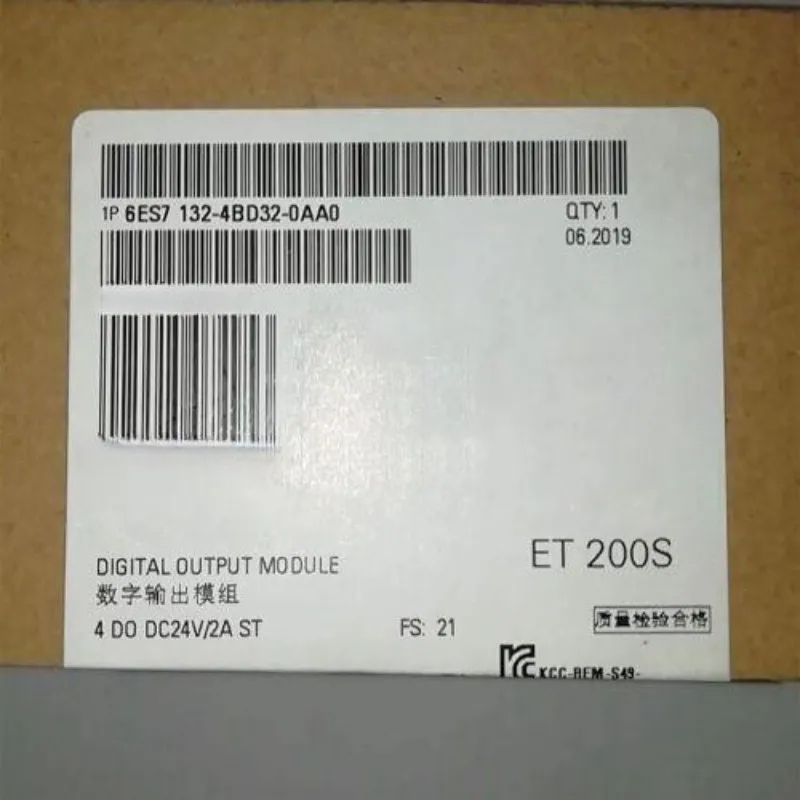 1P 6ES7 132-4BD32-0AA0
QTY: 1
06.2019
ET 200S
DIGITAL OUTPUT MODULE
数字输出模组
4 DO DC24V/2A ST
FS: 21
质量检验合格
KCC-REM-S49-